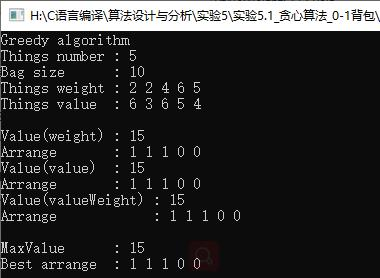 H:\C语言编译\算法设计与分析\实验5\实验5.1_贪心算法_0-1背包\
Greedy algorithm
Things number : 5
Bag size      : 10
Things weight : 2 2 4 6 5
Things value  : 6 3 6 5 4

Value(weight) : 15
Arrange       : 1 1 1 0 0
Value(value)  : 15
Arrange       : 1 1 1 0 0
Value(valueWeight) : 15
Arrange            : 1 1 1 0 0

MaxValue      : 15
Best arrange  : 1 1 1 0 0